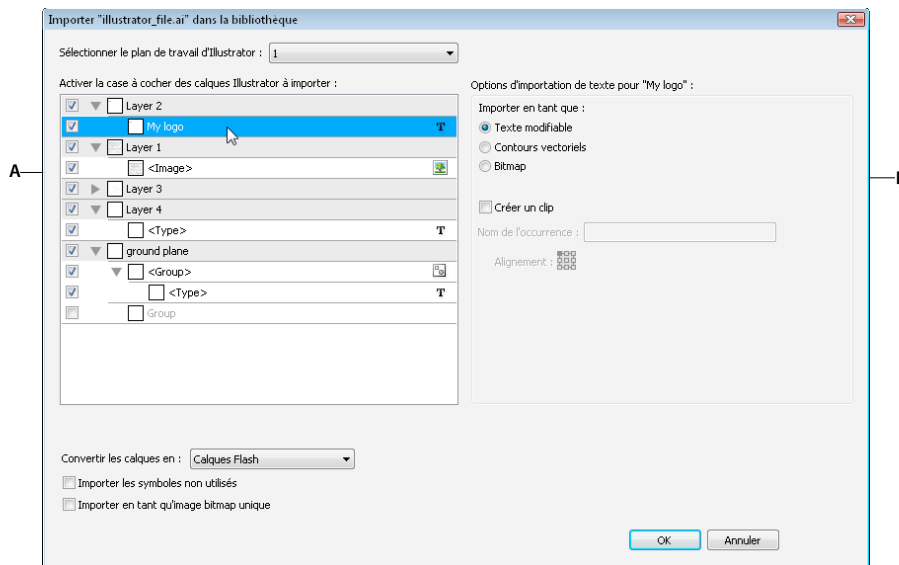 Importer "illustrator_file.ai" dans la bibliothèque
Sélectionner le plan de travail d'Illustrator : 1
Activer la case à cocher des calques Illustrator à importer :
Layer 2
My logo T
Layer 1
<Image>
Layer 3
Layer 4
<Type> T
ground plane
<Group>
<Type> T
Group
Options d'importation de texte pour "My logo" :
Importer en tant que :
Texte modifiable
Contours vectoriels
Bitmap
Créer un clip
Nom de l'occurrence :
Alignement :
A
Convertir les calques en : Calques Flash
Importer les symboles non utilisés
Importer en tant qu'image bitmap unique
OK Annuler